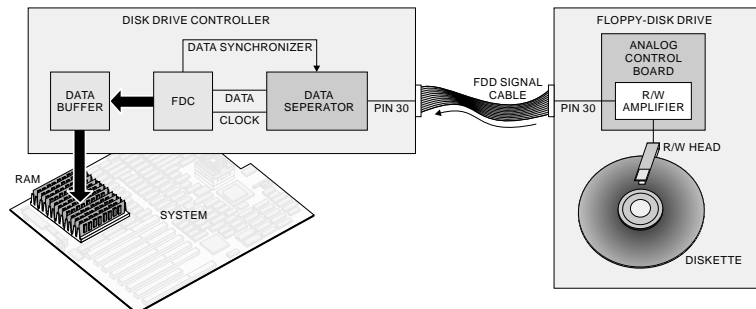 DISK DRIVE CONTROLLER
DATA SYNCHRONIZER
DATA
BUFFER
FDC
DATA
CLOCK
DATA
SEPERATOR
PIN 30
FDD SIGNAL
CABLE
FLOPPY-DISK DRIVE
ANALOG
CONTROL
BOARD
PIN 30
R/W
AMPLIFIER
R/W HEAD
DISKETTE
RAM
SYSTEM